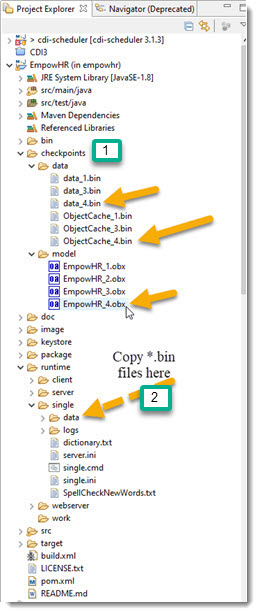 Project Explorer
Navigator (Deprecated)
> cdi-scheduler [cdi-scheduler 3.1.3]
CDI3
EmpowHR (in empowhr)
JRE System Library [JavaSE-1.8]
src/main/java
src/test/java
Maven Dependencies
Referenced Libraries
bin
checkpoints
1
data
data_1.bin
data_3.bin
data_4.bin
ObjectCache_1.bin
ObjectCache_3.bin
ObjectCache_4.bin
model
EmpowHR_1.obx
EmpowHR_2.obx
EmpowHR_3.obx
EmpowHR_4.obx
doc
image
keystore
package
Copy *.bin
files here
runtime
client
server
2
single
data
logs
dictionary.txt
server.ini
single.cmd
single.ini
SpellCheckNewWords.txt
webserver
work
src
target
build.xml
LICENSE.txt
pom.xml
README.md